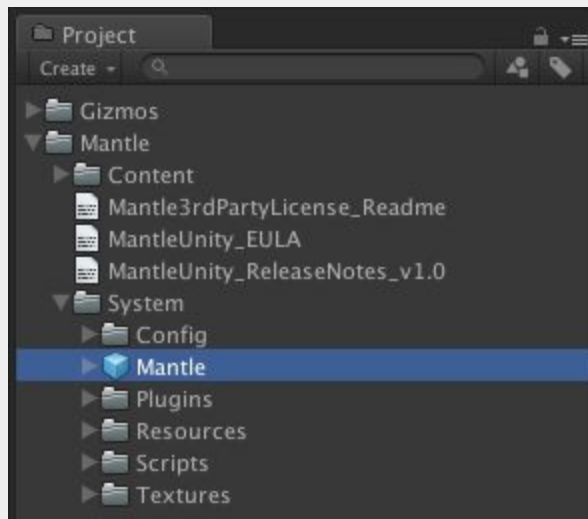 Project
Create
Gizmos
Mantle
Content
Mantle3rdPartyLicense_Readme
MantleUnity_EULA
MantleUnity_ReleaseNotes_v1.0
System
Config
Mantle
Plugins
Resources
Scripts
Textures